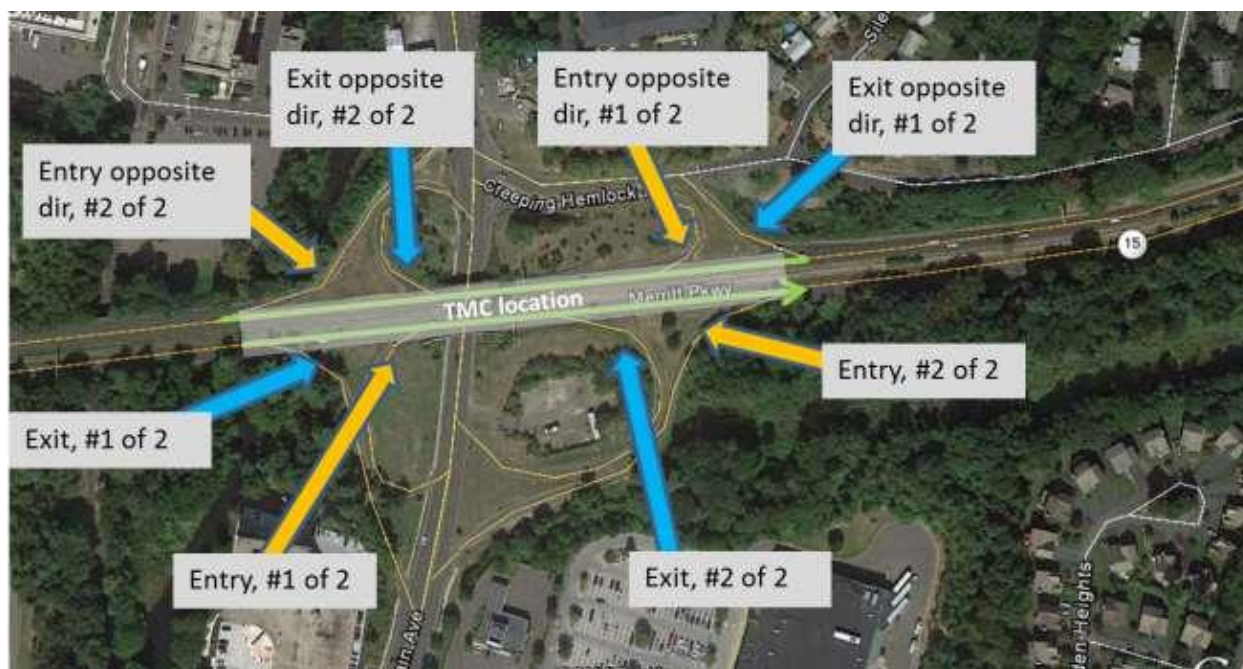 Exit opposite
dir, #2 of 2
Entry opposite
dir, #1 of 2
Exit opposite
dir, #1 of 2
Entry opposite
dir, #2 of 2
Creeping Hemlock
15
TMC location
Merritt Pkwy
Entry, #2 of 2
Exit, #1 of 2
Entry, #1 of 2
Exit, #2 of 2
Ave